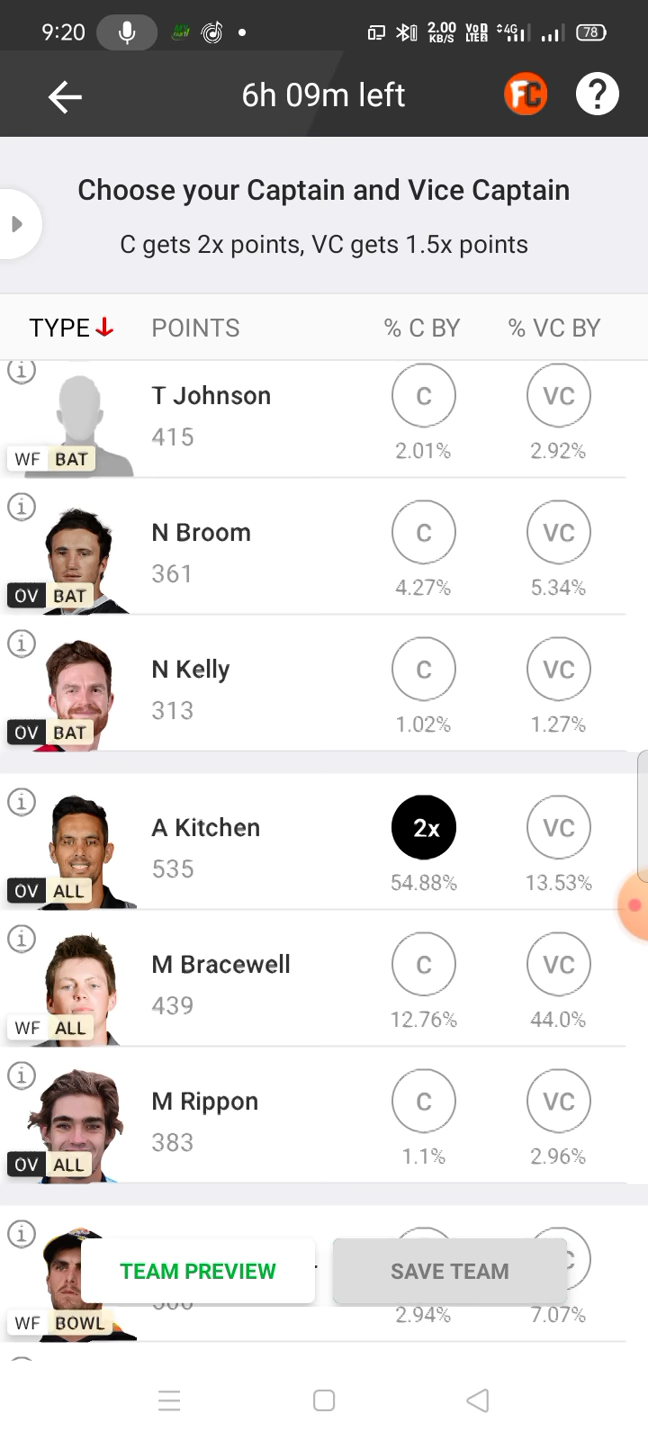 9:20 2.00 KB/S VoD LTE 4G 78
6h 09m left FC ?
Choose your Captain and Vice Captain
C gets 2x points, VC gets 1.5x points
TYPE POINTS % C BY % VC BY
T Johnson C VC
415 2.01% 2.92%
WF BAT
N Broom C VC
361 4.27% 5.34%
OV BAT
N Kelly C VC
313 1.02% 1.27%
OV BAT
A Kitchen 2x VC
535 54.88% 13.53%
OV ALL
M Bracewell C VC
439 12.76% 44.0%
WF ALL
M Rippon C VC
383 1.1% 2.96%
OV ALL
TEAM PREVIEW SAVE TEAM
2.94% 7.07%
WF BOWL